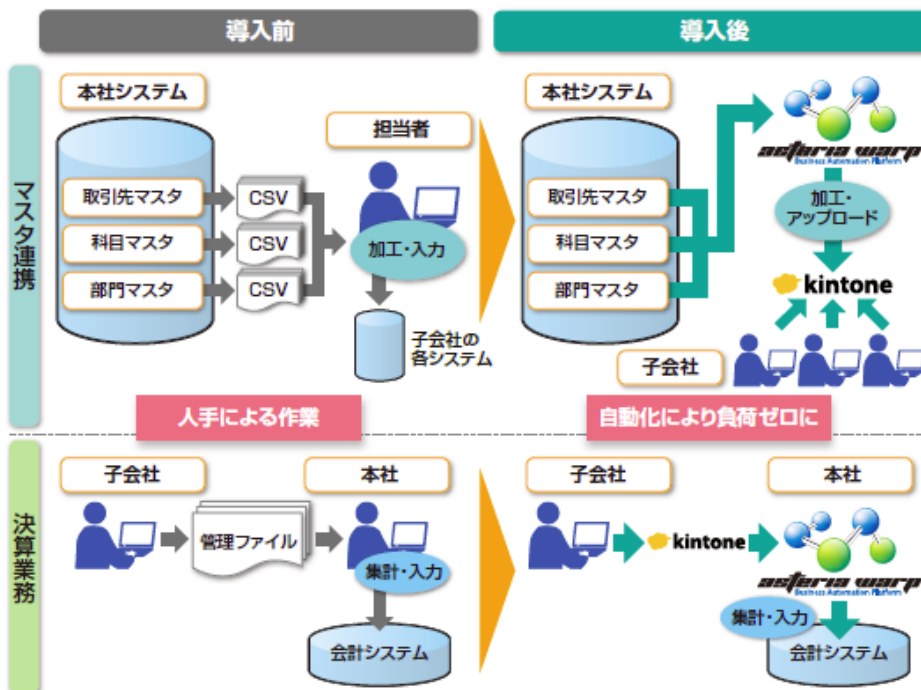 導入前
導入後
マスタ連携
本社システム
担当者
取引先マスタ
CSV
科目マスタ
CSV
部門マスタ
CSV
加工・入力
子会社の
各システム
人手による作業
本社システム
取引先マスタ
科目マスタ
部門マスタ
asteria warp
Business Automation Platform
加工・
アップロード
kintone
子会社
自動化により負荷ゼロに
決算業務
子会社
本社
管理ファイル
集計・入力
会計システム
子会社
本社
kintone
asteria warp
Business Automation Platform
集計・入力
会計システム